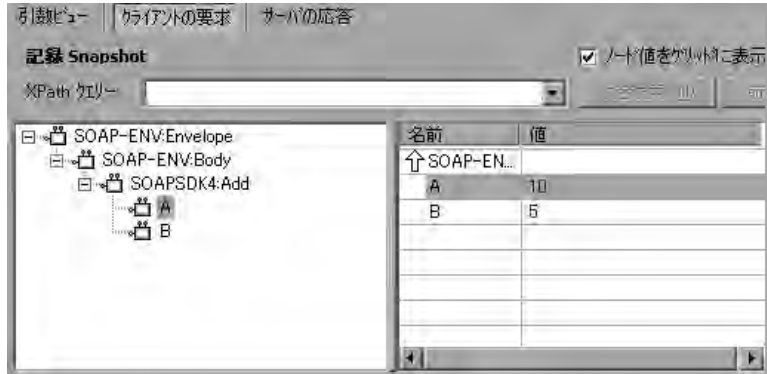 引数ビュー クライアントの要求 サーバの応答
記録 Snapshot
ノード値をグリッドに表示
XPath クエリー
SOAP-ENV:Envelope
SOAP-ENV:Body
SOAPSDK4:Add
A
B
名前 値
SOAP-EN...
A 10
B 5